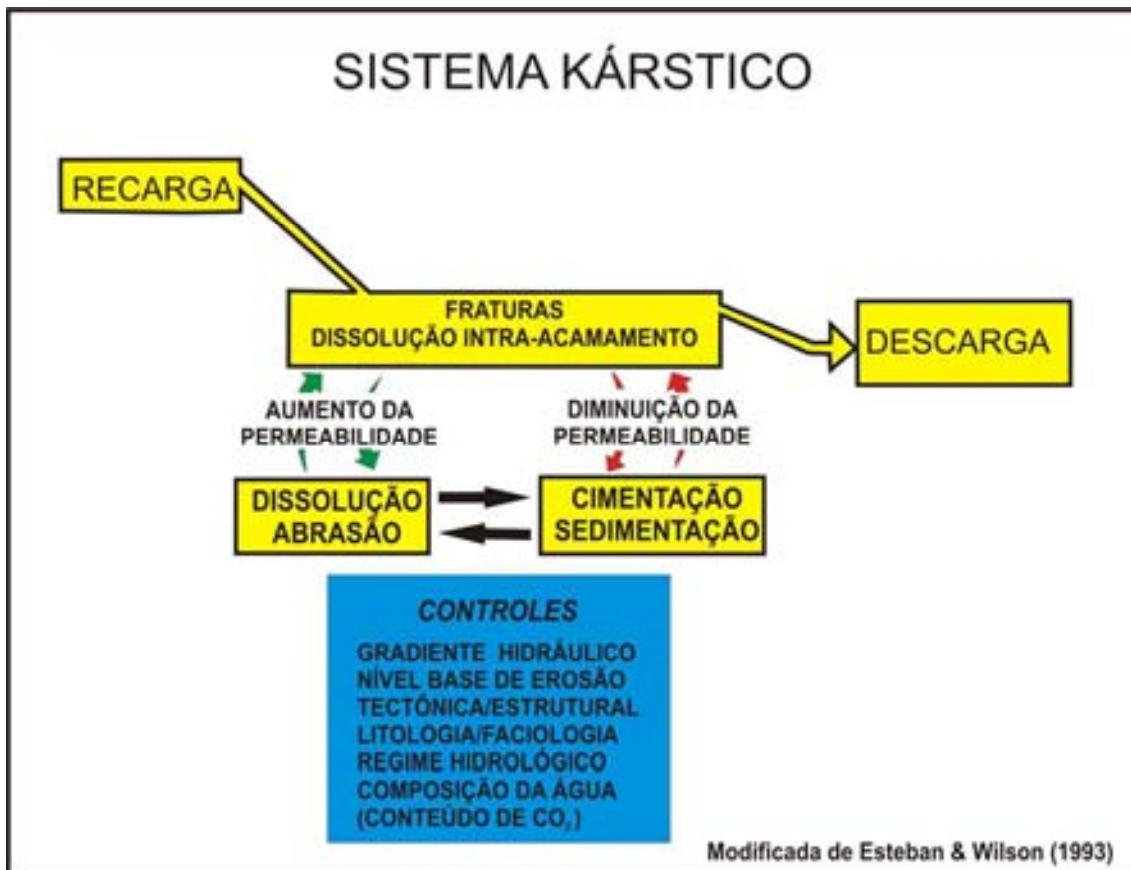 SISTEMA KÁRSTICO
RECARGA
FRATURAS
DISSOLUÇÃO INTRA-ACAMAMENTO
DESCARGA
AUMENTO DA
PERMEABILIDADE
DIMINUIÇÃO DA
PERMEABILIDADE
DISSOLUÇÃO
ABRASÃO
CIMENTAÇÃO
SEDIMENTAÇÃO
CONTROLES
GRADIENTE HIDRÁULICO
NÍVEL BASE DE EROSÃO
TECTÔNICA/ESTRUTURAL
LITOLOGIA/FACIOLOGIA
REGIME HIDROLÓGICO
COMPOSIÇÃO DA ÁGUA
(CONTEÚDO DE CO₂)
Modificada de Esteban & Wilson (1993)